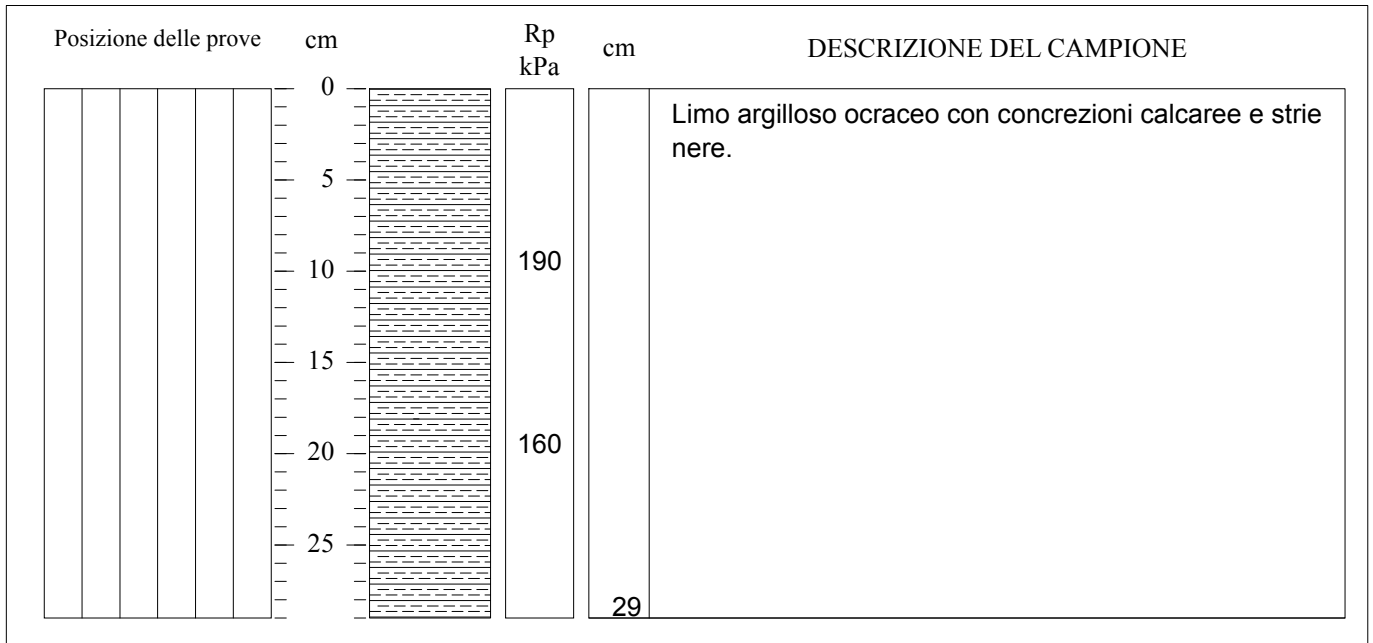 Posizione delle prove
cm
Rp
kPa
cm
DESCRIZIONE DEL CAMPIONE
0
5
10
15
20
25
190
160
29
Limo argilloso ocraceo con concrezioni calcaree e strie
nere.